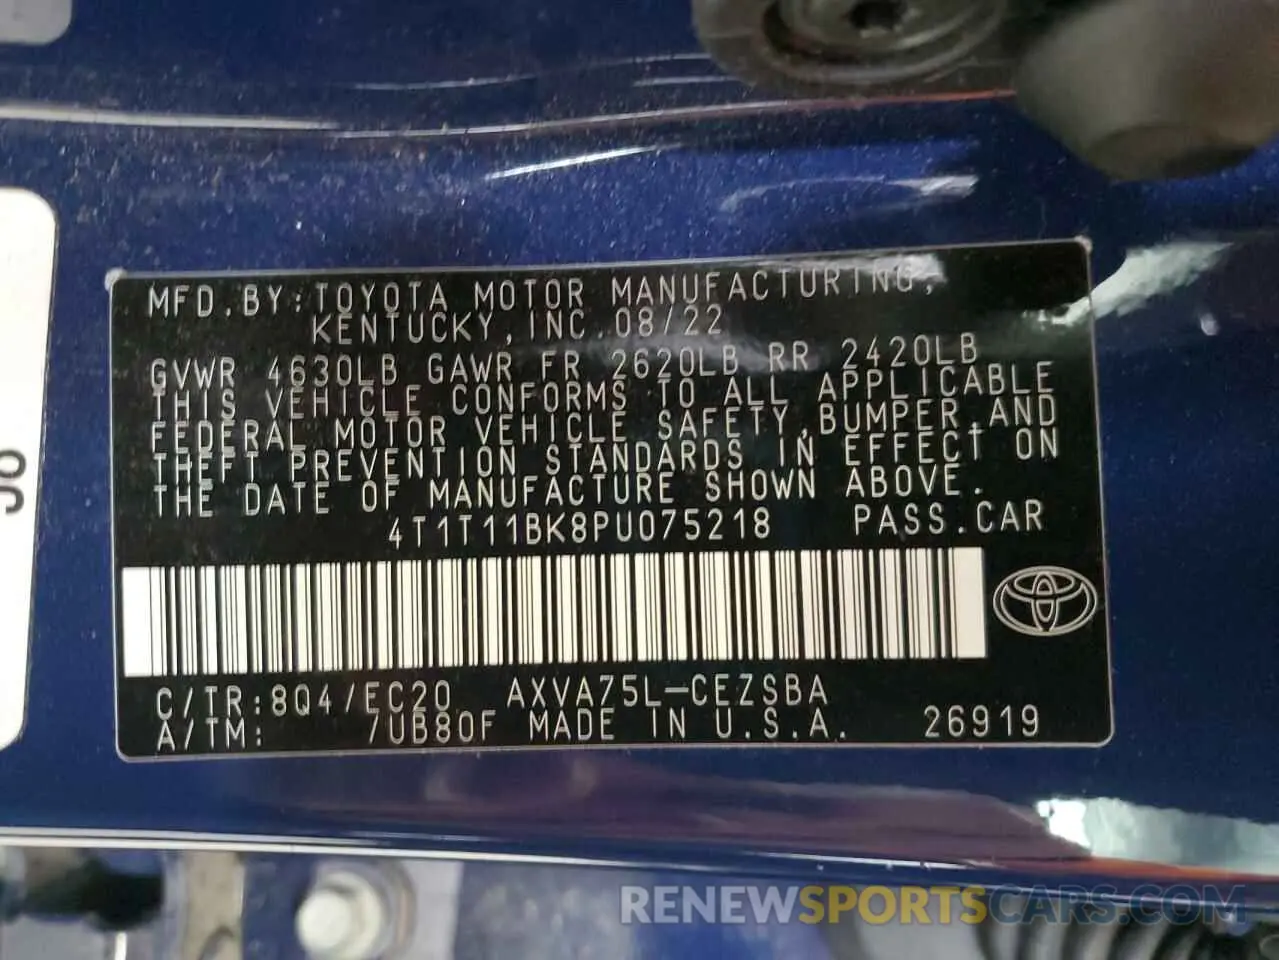 MFD.BY:TOYOTA MOTOR MANUFACTURING,
KENTUCKY,INC.08/22
GVWR 4630LB GAWR FR 2620LB RR 2420LB
THIS VEHICLE CONFORMS TO ALL APPLICABLE
FEDERAL MOTOR VEHICLE SAFETY,BUMPER,AND
THEFT PREVENTION STANDARDS IN EFFECT ON
THE DATE OF MANUFACTURE SHOWN ABOVE.
4T1T11BK8PU075218 PASS.CAR
C/TR:8Q4/EC20 AXVA75L-CEZSBA
A/TM: 7UB80F MADE IN U.S.A. 26919
RENEWSPORTSCARS.COM